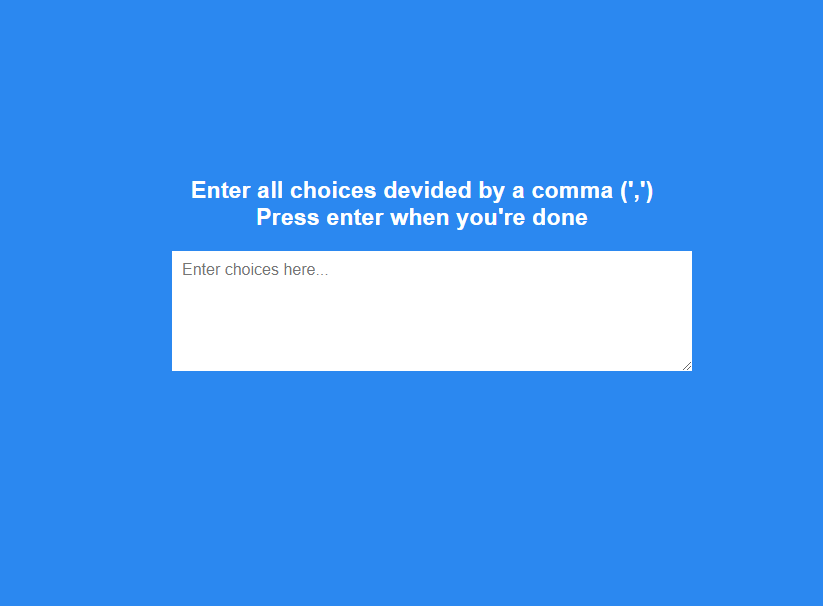 Enter all choices devided by a comma (',')
Press enter when you're done
Enter choices here...